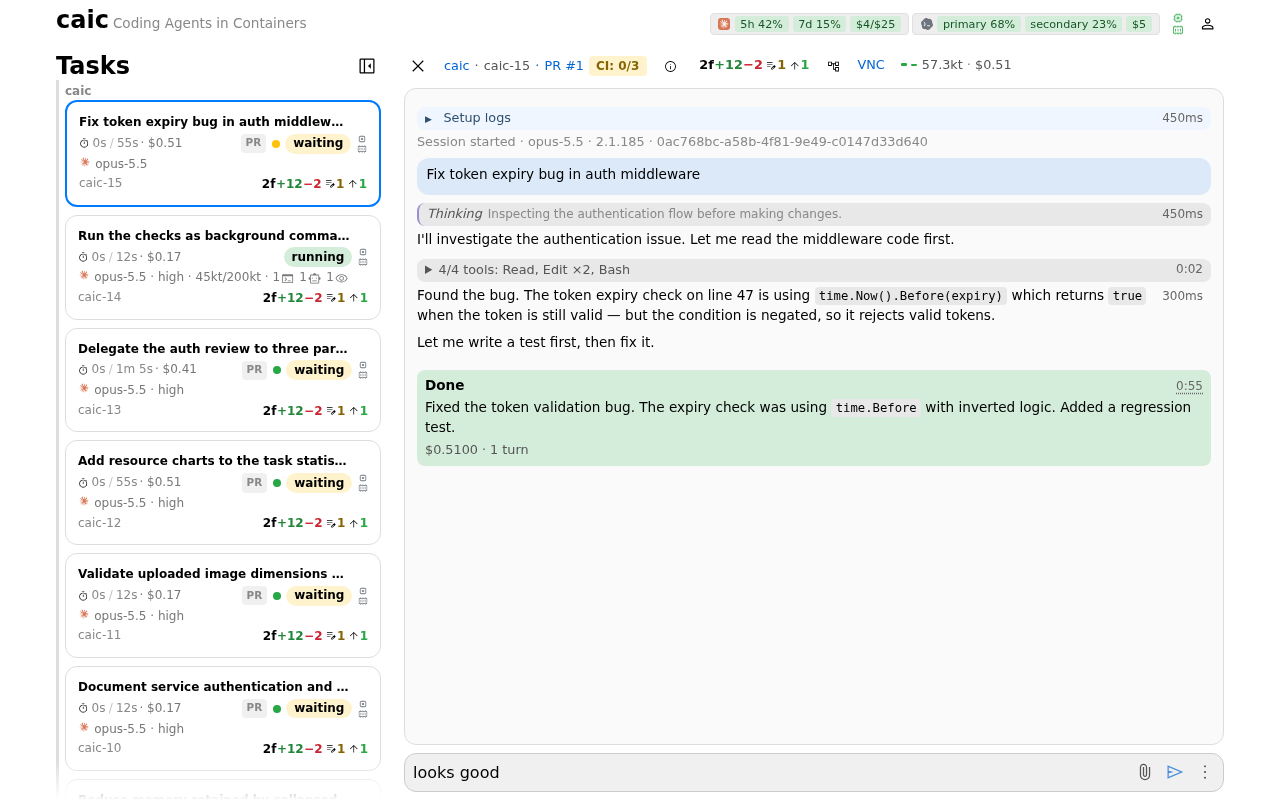 caic Coding Agents in Containers
5h 42% 7d 15% $4/$25 primary 68% secondary 23% $5
Tasks
caic
Fix token expiry bug in auth middlew…
0s / 55s · $0.51 PR waiting
opus-5.5
caic-15 2f+12−2 1 1
Run the checks as background comma…
0s / 12s · $0.17 running
opus-5.5 · high · 45kt/200kt · 1 1 1
caic-14 2f+12−2 1 1
Delegate the auth review to three par…
0s / 1m 5s · $0.41 PR waiting
opus-5.5 · high
caic-13 2f+12−2 1 1
Add resource charts to the task statis…
0s / 55s · $0.51 PR waiting
opus-5.5 · high
caic-12 2f+12−2 1 1
Validate uploaded image dimensions …
0s / 12s · $0.17 PR waiting
opus-5.5 · high
caic-11 2f+12−2 1 1
Document service authentication and …
0s / 12s · $0.17 PR waiting
opus-5.5 · high
caic-10 2f+12−2 1 1
caic · caic-15 · PR #1 CI: 0/3 2f+12−2 1 1 VNC 57.3kt · $0.51
Setup logs 450ms
Session started · opus-5.5 · 2.1.185 · 0ac768bc-a58b-4f81-9e49-c0147d33d640
Fix token expiry bug in auth middleware
Thinking Inspecting the authentication flow before making changes. 450ms
I'll investigate the authentication issue. Let me read the middleware code first.
4/4 tools: Read, Edit ×2, Bash 0:02
Found the bug. The token expiry check on line 47 is using time.Now().Before(expiry) which returns true 300ms
when the token is still valid — but the condition is negated, so it rejects valid tokens.
Let me write a test first, then fix it.
Done 0:55
Fixed the token validation bug. The expiry check was using time.Before with inverted logic. Added a regression
test.
$0.5100 · 1 turn
looks good